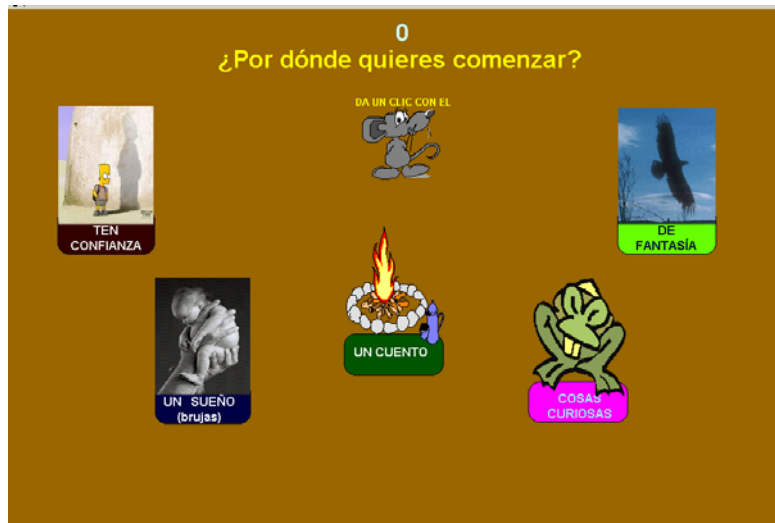 0
¿Por dónde quieres comenzar?
DA UN CLIC CON EL
TEN
CONFIANZA
DE
FANTASÍA
UN CUENTO
UN SUEÑO
(brujas)
COSAS
CURIOSAS